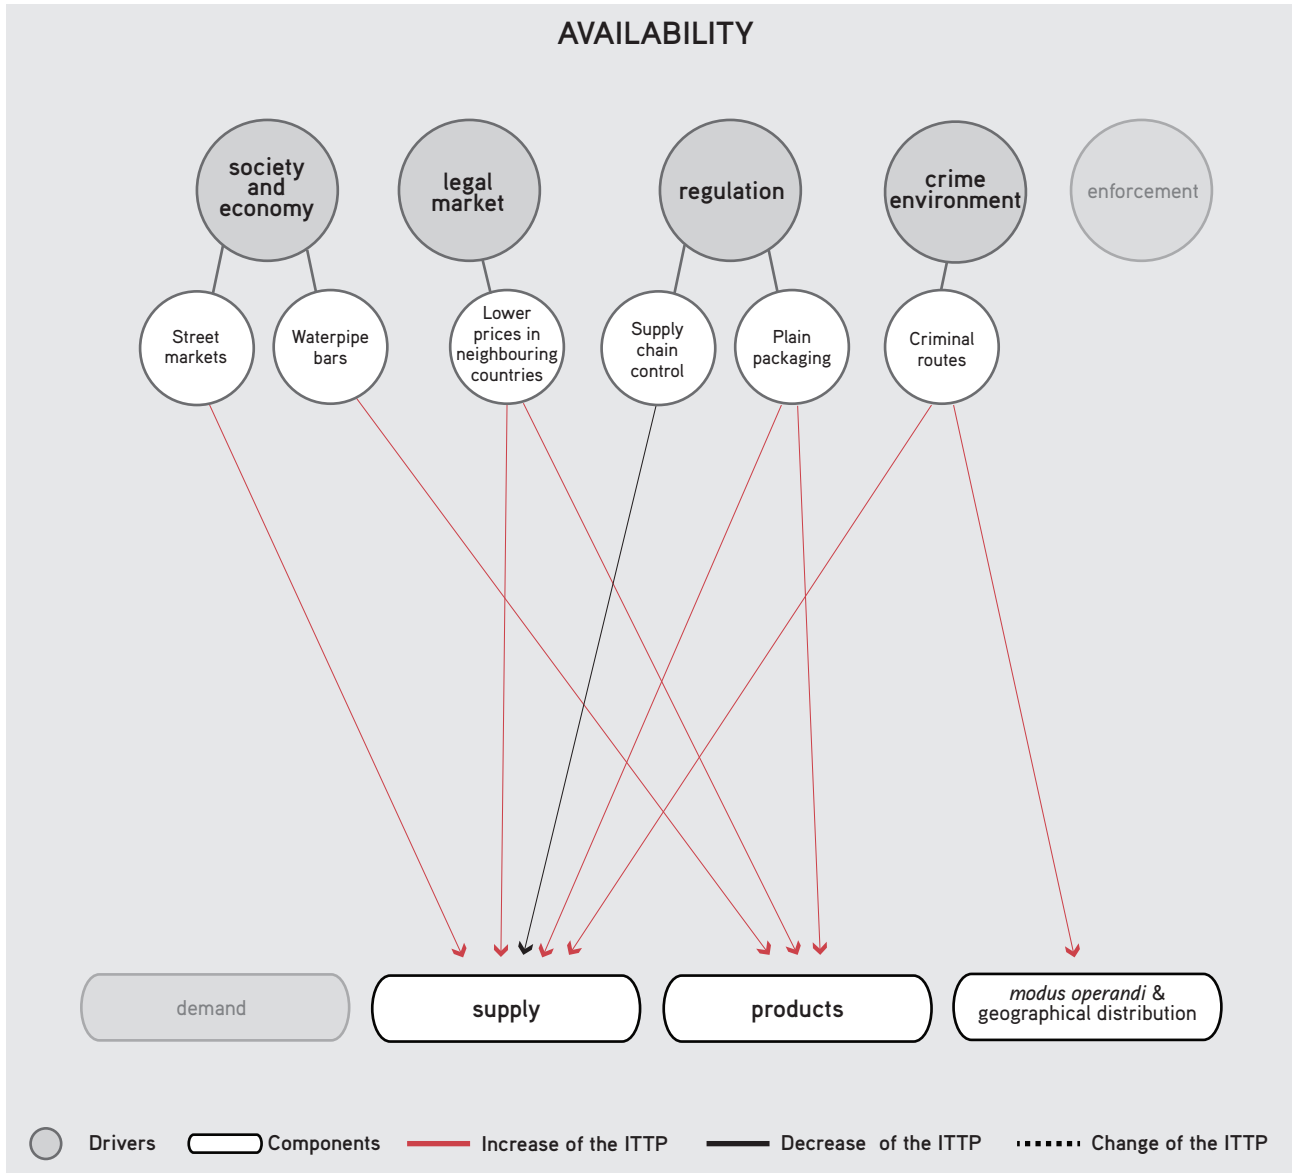 AVAILABILITY
society
and
economy
legal
market
regulation
crime
environment
enforcement
Street
markets
Waterpipe
bars
Lower
prices in
neighbouring
countries
Supply
chain
control
Plain
packaging
Criminal
routes
demand
supply
products
modus operandi &
geographical distribution
Drivers
Components
Increase of the ITTP
Decrease of the ITTP
Change of the ITTP